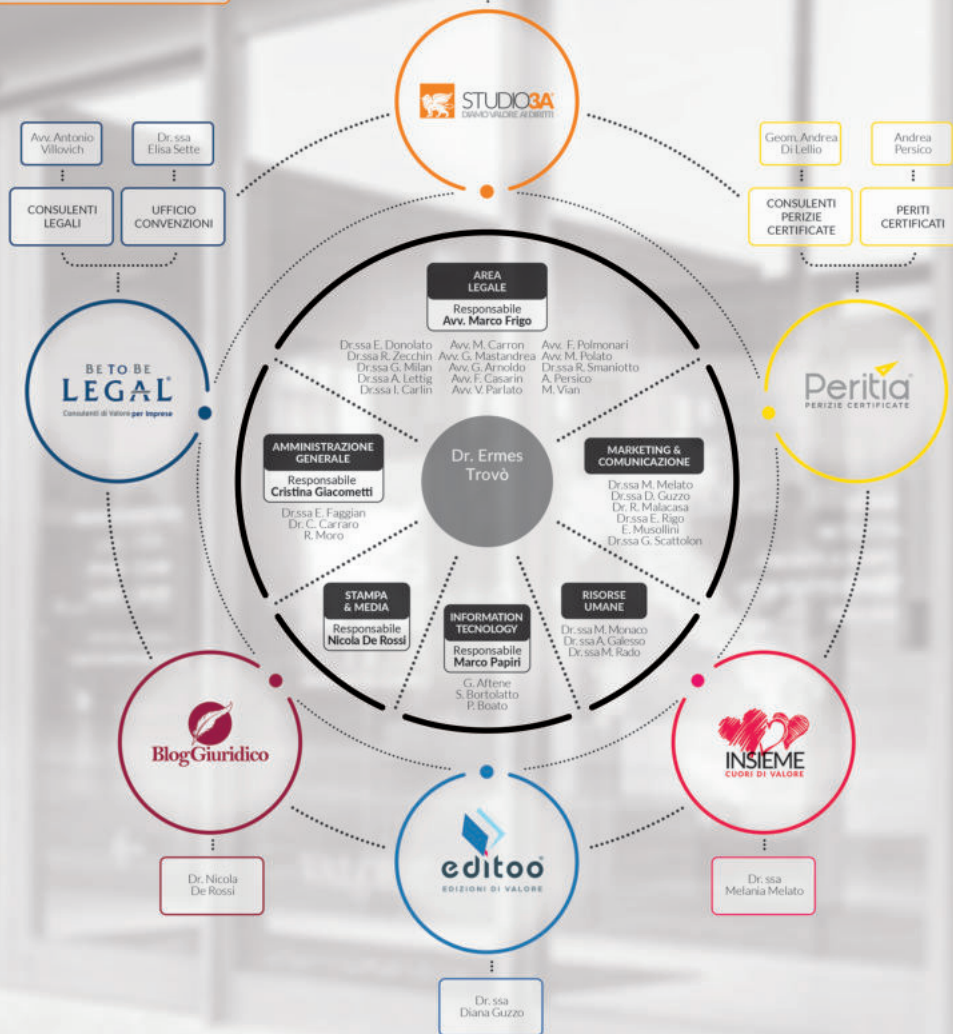 STUDIO3A®
DIAMO VALORE AI DIRITTI
Avv. Antonio
Villovich
Dr. ssa
Elisa Sette
CONSULENTI
LEGALI
UFFICIO
CONVENZIONI
Geom. Andrea
Di Lellio
Andrea
Persico
CONSULENTI
PERIZIE
CERTIFICATE
PERITI
CERTIFICATI
BE TO BE
LEGAL®
Consulenti di Valore per Imprese
Peritia®
PERIZIE CERTIFICATE
AREA
LEGALE
Responsabile
Avv. Marco Frigo
Dr.ssa E. Donolato
Dr.ssa R. Zecchin
Dr.ssa G. Milan
Dr.ssa A. Lettig
Dr.ssa I. Carlin
Avv. M. Carron
Avv. G. Mastandrea
Avv. G. Arnoldo
Avv. F. Casarin
Avv. V. Parlato
Avv. F. Polmonari
Avv. M. Polato
Dr.ssa R. Smaniotto
A. Persico
M. Vian
AMMINISTRAZIONE
GENERALE
Responsabile
Cristina Giacometti
Dr.ssa E. Faggian
Dr. C. Carraro
R. Moro
Dr. Ermes
Trovò
MARKETING &
COMUNICAZIONE
Dr.ssa M. Melato
Dr.ssa D. Guzzo
Dr. R. Malacasa
Dr.ssa E. Rigo
E. Musollini
Dr.ssa G. Scattolon
STAMPA
& MEDIA
Responsabile
Nicola De Rossi
INFORMATION
TECNOLOGY
Responsabile
Marco Papiri
G. Aftene
S. Bortolatto
P. Boato
RISORSE
UMANE
Dr.ssa M. Monaco
Dr.ssa A. Galesso
Dr.ssa M. Rado
BlogGiuridico
INSIEME
CUORI DI VALORE
editoo®
EDIZIONI DI VALORE
Dr. Nicola
De Rossi
Dr. ssa
Melania Melato
Dr. ssa
Diana Guzzo